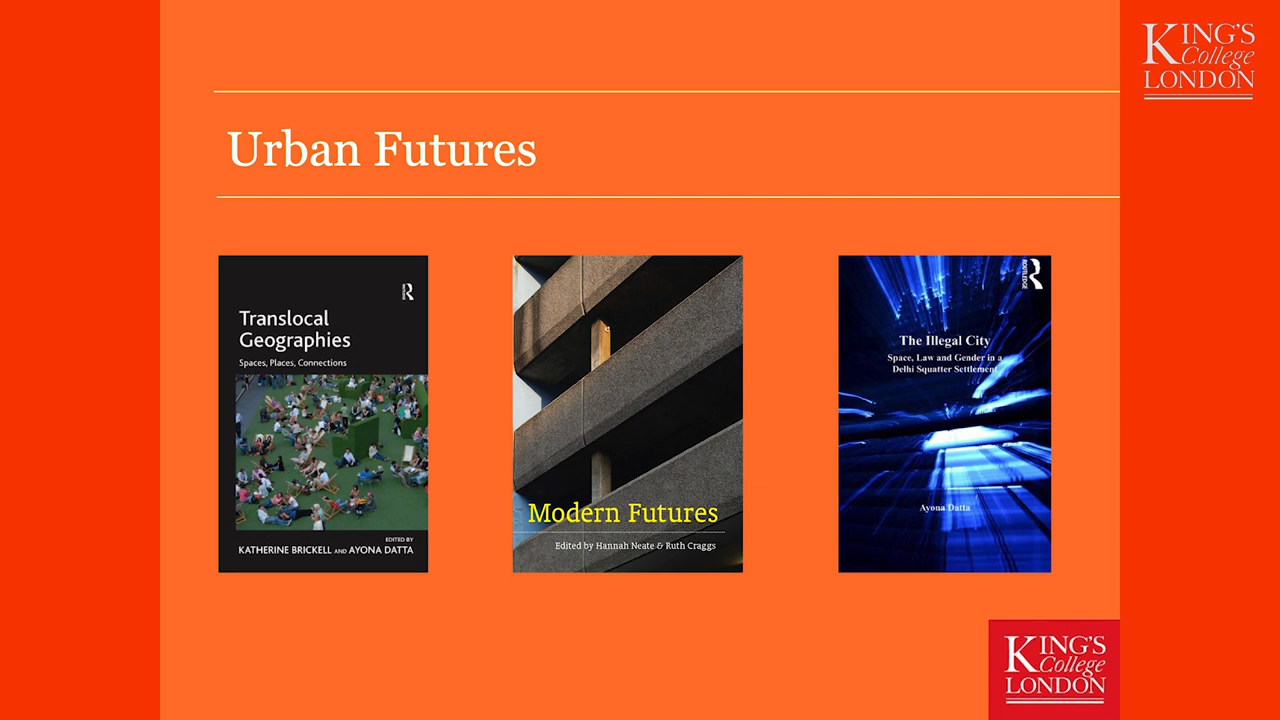 KING'S
College
LONDON
Urban Futures
Translocal
Geographies
Spaces, Places, Connections
EDITED BY
KATHERINE BRICKELL AND AYONA DATTA
Modern Futures
Edited by Hannah Neate & Ruth Craggs
ROUTLEDGE
The Illegal City
Space, Law and Gender in a
Delhi Squatter Settlement
Ayona Datta
KING'S
College
LONDON